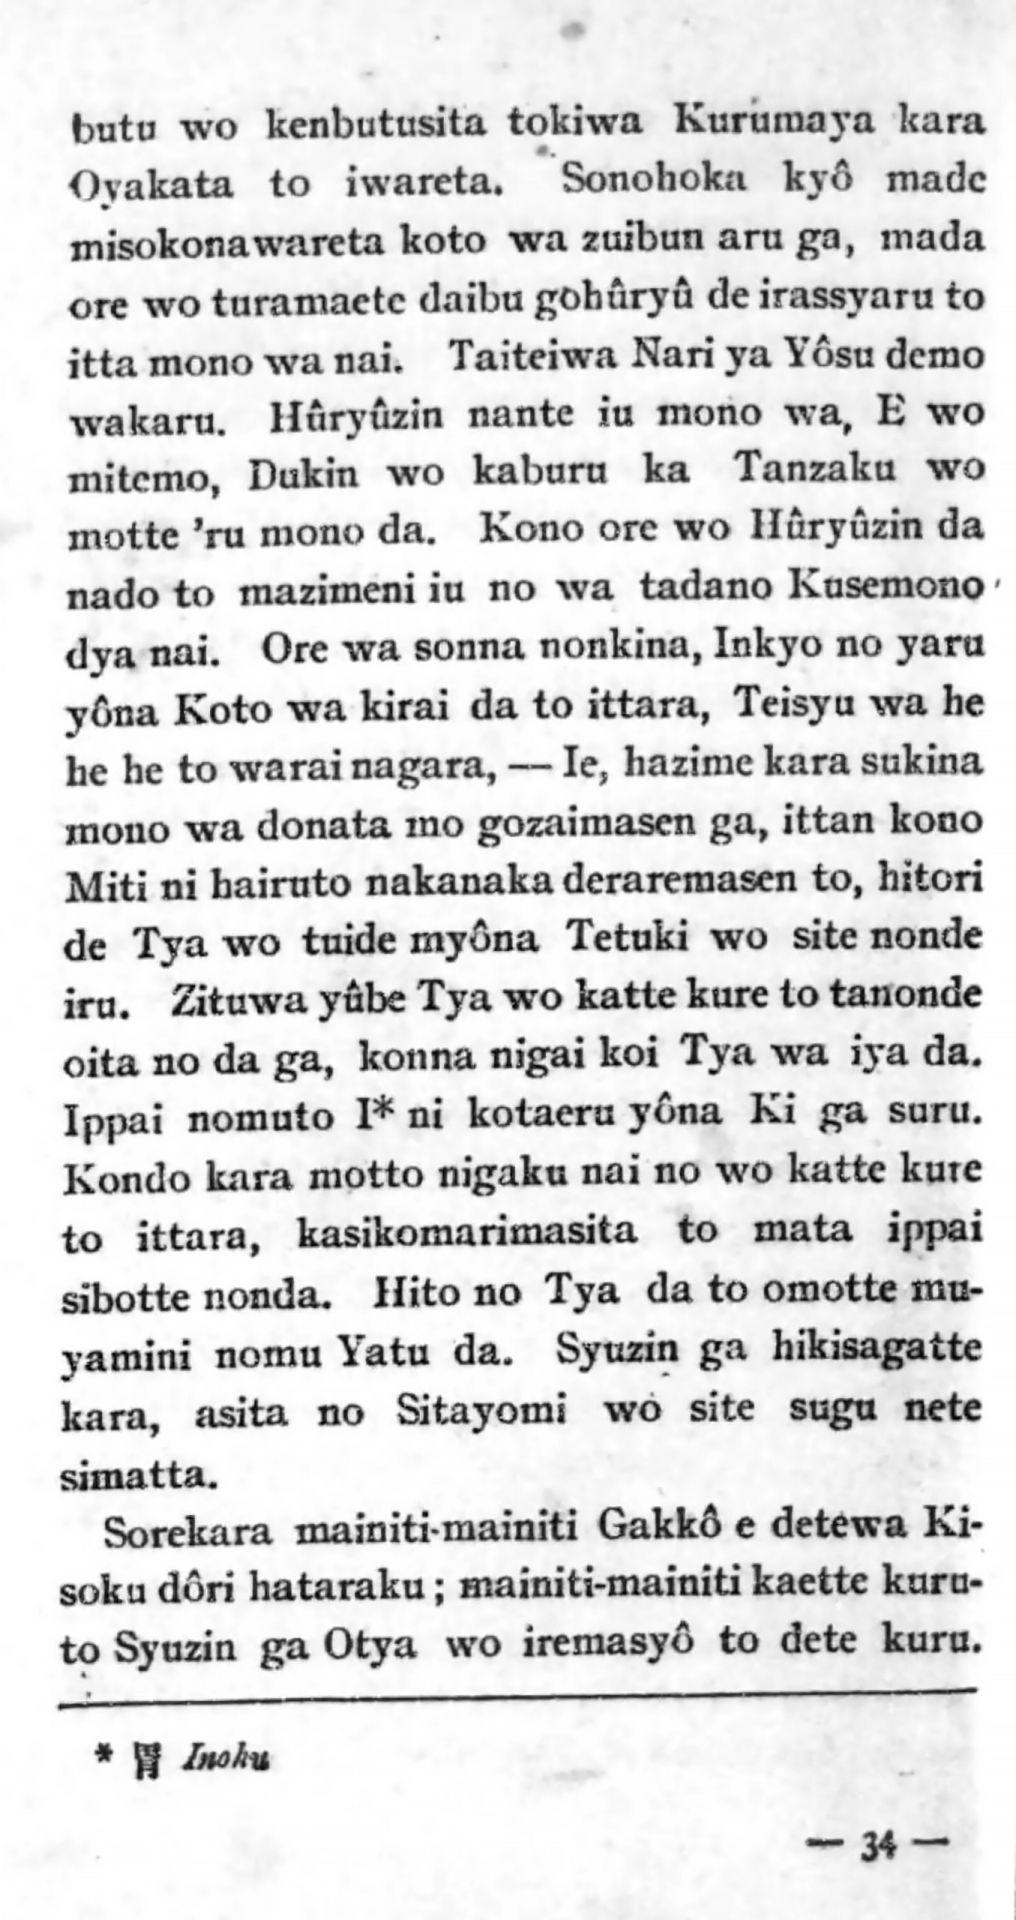 butu wo kenbutusita tokiwa Kurumaya kara
Oyakata to iwareta. Sonohoka kyô made
misokonawareta koto wa zuibun aru ga, mada
ore wo turamaete daibu gohûryû de irassyaru to
itta mono wa nai. Taiteiwa Nari ya Yôsu demo
wakaru. Hûryûzin nante iu mono wa, E wo
mitemo, Dukin wo kaburu ka Tanzaku wo
motte 'ru mono da. Kono ore wo Hûryûzin da
nado to mazimeni iu no wa tadano Kusemono
dya nai. Ore wa sonna nonkina, Inkyo no yaru
yôna Koto wa kirai da to ittara, Teisyu wa he
he he to warai nagara, — Ie, hazime kara sukina
mono wa donata mo gozaimasen ga, ittan kono
Miti ni hairuto nakanaka deraremasen to, hitori
de Tya wo tuide myôna Tetuki wo site nonde
iru. Zituwa yûbe Tya wo katte kure to tanonde
oita no da ga, konna nigai koi Tya wa iya da.
Ippai nomuto I* ni kotaeru yôna Ki ga suru.
Kondo kara motto nigaku nai no wo katte kure
to ittara, kasikomarimasita to mata ippai
sibotte nonda. Hito no Tya da to omotte mu-
yamini nomu Yatu da. Syuzin ga hikisagatte
kara, asita no Sitayomi wo site sugu nete
simatta.
Sorekara mainiti-mainiti Gakkô e detewa Ki-
soku dôri hataraku; mainiti-mainiti kaette kuru-
to Syuzin ga Otya wo iremasyô to dete kuru.
* 胃 Inoku
— 34 —